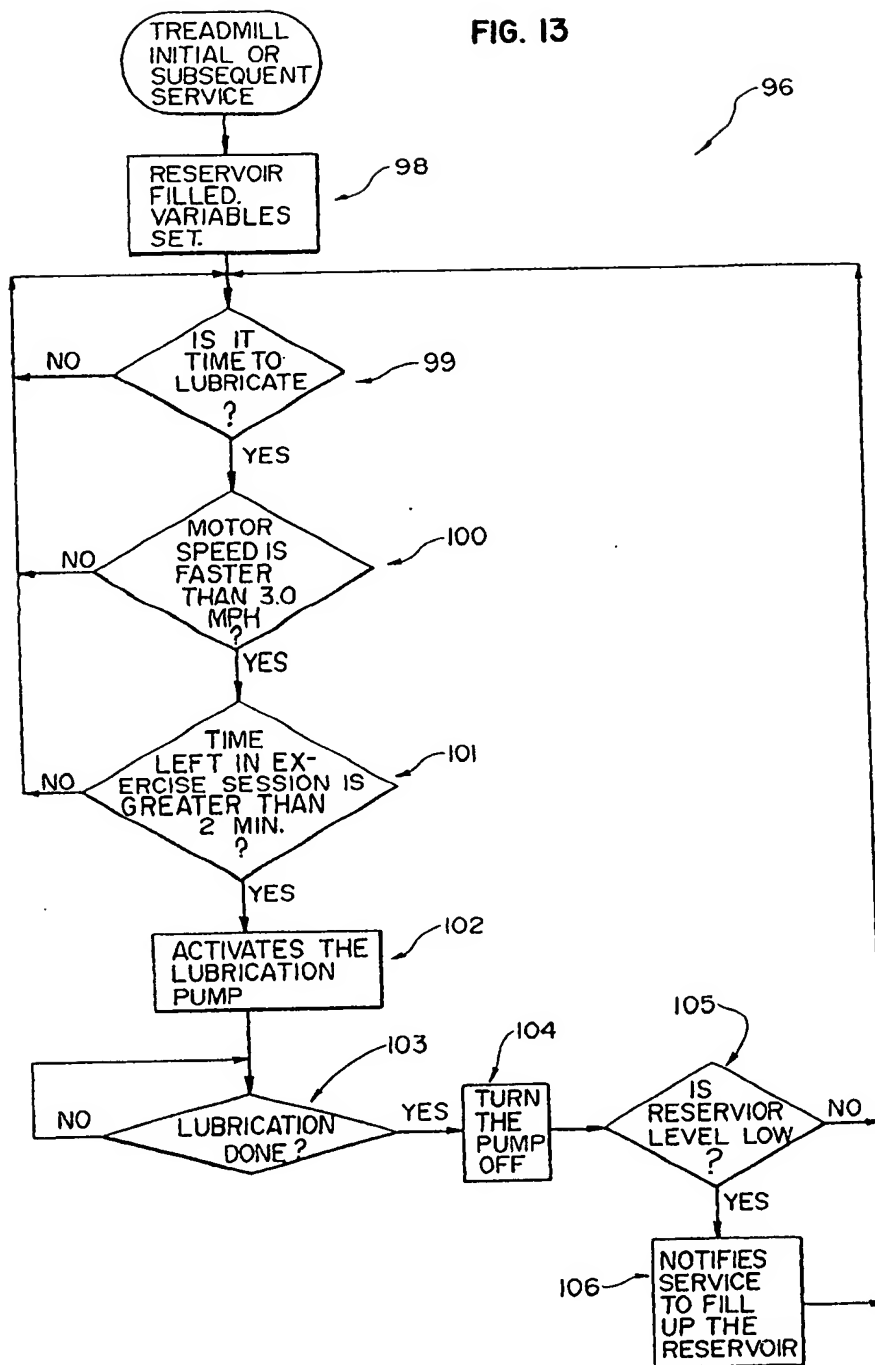 FIG. 13
TREADMILL
INITIAL OR
SUBSEQUENT
SERVICE
96
RESERVOIR
FILLED.
VARIABLES
SET.
98
IS IT
TIME TO
LUBRICATE
?
NO
99
YES
MOTOR
SPEED IS
FASTER
THAN 3.0
MPH
?
NO
100
YES
TIME
LEFT IN EX-
ERCISE SESSION IS
GREATER THAN
2 MIN.
?
NO
101
YES
ACTIVATES THE
LUBRICATION
PUMP
102
LUBRICATION
DONE?
NO
103
YES
TURN
THE
PUMP
OFF
104
IS
RESERVIOR
LEVEL LOW
?
105
NO
YES
NOTIFIES
SERVICE
TO FILL
UP THE
RESERVOIR
106